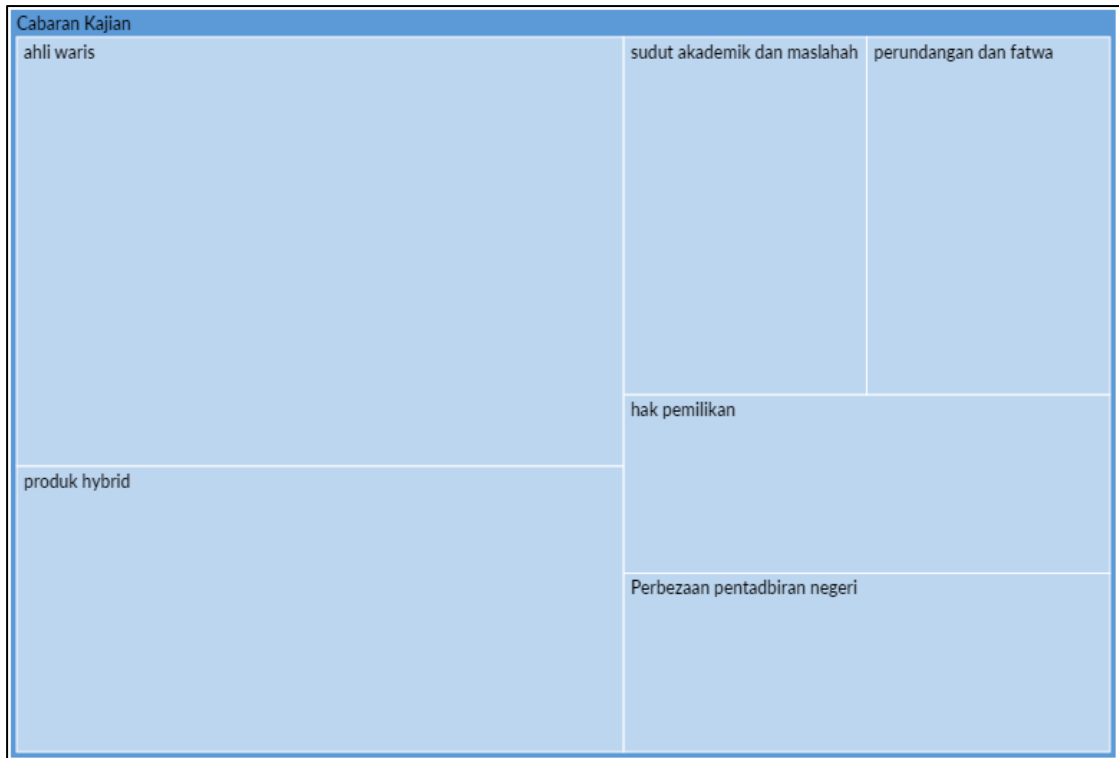 Cabaran Kajian
ahli waris
sudut akademik dan maslahah
perundangan dan fatwa
hak pemilikan
produk hybrid
Perbezaan pentadbiran negeri